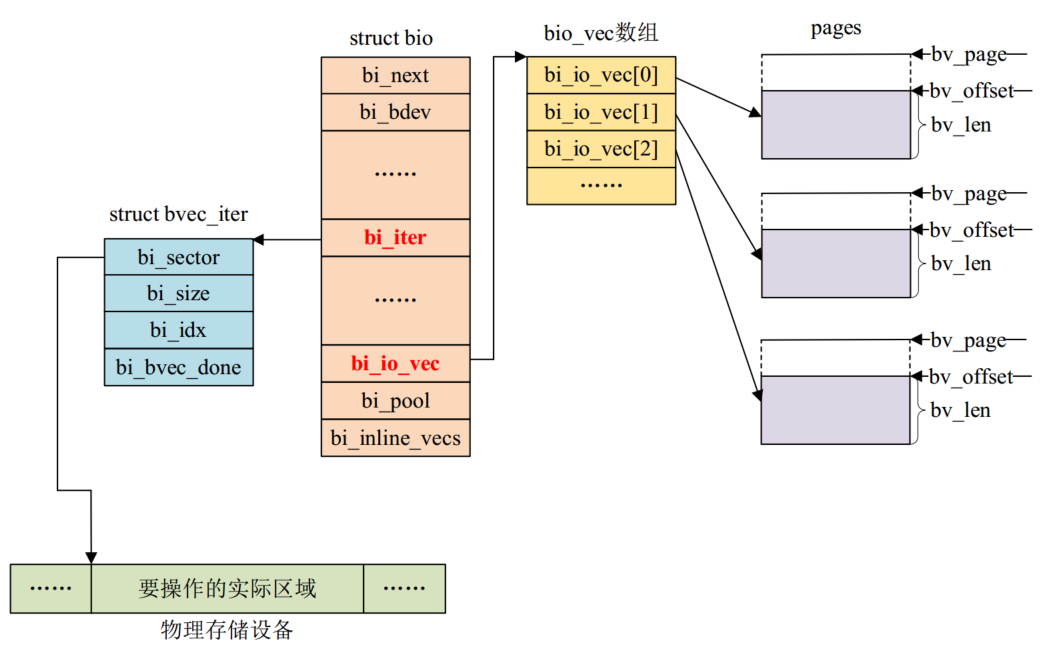 struct bio
bi_next
bi_bdev
……
bi_iter
……
bi_io_vec
bi_pool
bi_inline_vecs
struct bvec_iter
bi_sector
bi_size
bi_idx
bi_bvec_done
bio_vec数组
bi_io_vec[0]
bi_io_vec[1]
bi_io_vec[2]
……
pages
bv_page
bv_offset
bv_len
bv_page
bv_offset
bv_len
bv_page
bv_offset
bv_len
…… 要操作的实际区域 ……
物理存储设备